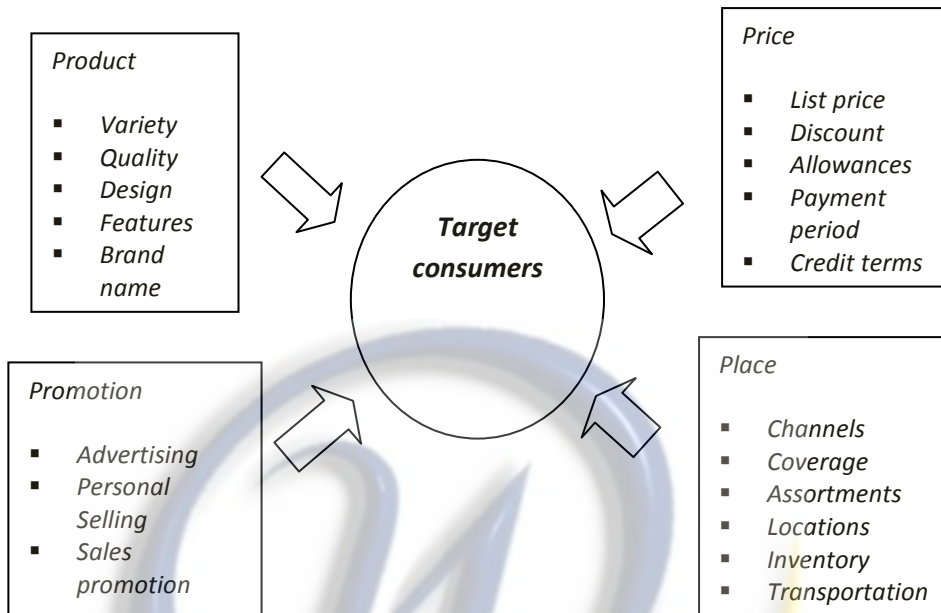 Product
▪ Variety
▪ Quality
▪ Design
▪ Features
▪ Brand
name
Price
▪ List price
▪ Discount
▪ Allowances
▪ Payment
period
▪ Credit terms
Target
consumers
Promotion
▪ Advertising
▪ Personal
Selling
▪ Sales
promotion
Place
▪ Channels
▪ Coverage
▪ Assortments
▪ Locations
▪ Inventory
▪ Transportation